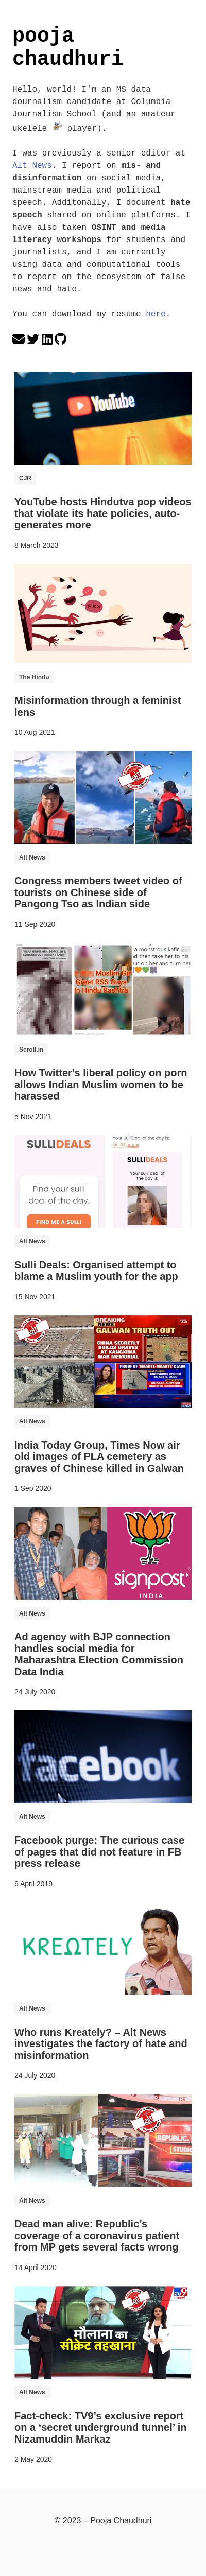 pooja
chaudhuri
Hello, world! I'm an MS data
dournalism candidate at Columbia
Journalism School (and an amateur
ukelele player).
I was previously a senior editor at
Alt News. I report on mis- and
disinformation on social media,
mainstream media and political
speech. Additonally, I document hate
speech shared on online platforms. I
have also taken OSINT and media
literacy workshops for students and
journalists, and I am currently
using data and computational tools
to report on the ecosystem of false
news and hate.
You can download my resume here.
YouTube
CJR
YouTube hosts Hindutva pop videos
that violate its hate policies, auto-
generates more
8 March 2023
The Hindu
Misinformation through a feminist
lens
10 Aug 2021
Alt News
Congress members tweet video of
tourists on Chinese side of
Pangong Tso as Indian side
11 Sep 2020
a monstrous kafir
then take her to his
on her and turn her
Scroll.in
How Twitter's liberal policy on porn
allows Indian Muslim women to be
harassed
5 Nov 2021
SULLIDEALS
Find your sulli
deal of the day.
FIND ME A SULLI
YourSulliDeal of the day is
SULLIDEALS
Your sulli deal of
the day is
Alt News
Sulli Deals: Organised attempt to
blame a Muslim youth for the app
15 Nov 2021
BREAKING
GALWAN TRUTH OUT
CHINA SECRETLY
BUILDS GRAVES
AT KANGXIWA
WAR MEMORIAL
Alt News
India Today Group, Times Now air
old images of PLA cemetery as
graves of Chinese killed in Galwan
1 Sep 2020
signpost
INDIA
Alt News
Ad agency with BJP connection
handles social media for
Maharashtra Election Commission
Data India
24 July 2020
facebook
Alt News
Facebook purge: The curious case
of pages that did not feature in FB
press release
6 April 2019
KREΩTELY
Alt News
Who runs Kreately? – Alt News
investigates the factory of hate and
misinformation
24 July 2020
Alt News
Dead man alive: Republic’s
coverage of a coronavirus patient
from MP gets several facts wrong
14 April 2020
TV9
मौलाना का
सीक्रेट तहखाना
Alt News
Fact-check: TV9’s exclusive report
on a ‘secret underground tunnel’ in
Nizamuddin Markaz
2 May 2020
© 2023 – Pooja Chaudhuri